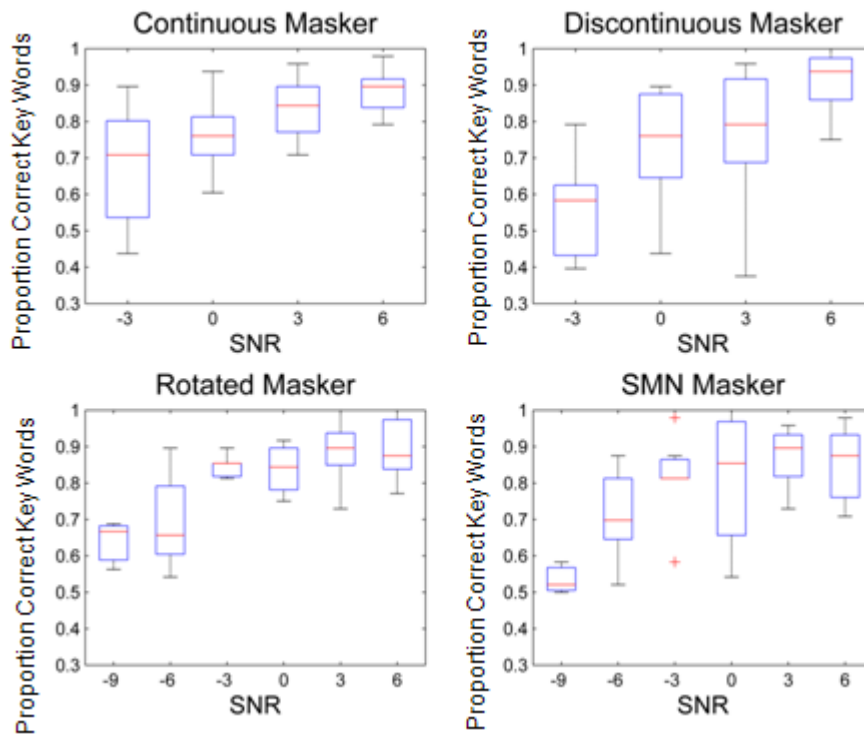 Continuous Masker
Proportion Correct Key Words
1
0.9
0.8
0.7
0.6
0.5
0.4
0.3
-3 0 3 6
SNR
Discontinuous Masker
Proportion Correct Key Words
1
0.9
0.8
0.7
0.6
0.5
0.4
0.3
-3 0 3 6
SNR
Rotated Masker
Proportion Correct Key Words
1
0.9
0.8
0.7
0.6
0.5
0.4
0.3
-9 -6 -3 0 3 6
SNR
SMN Masker
Proportion Correct Key Words
1
0.9
0.8
0.7
0.6
0.5
0.4
0.3
-9 -6 -3 0 3 6
SNR